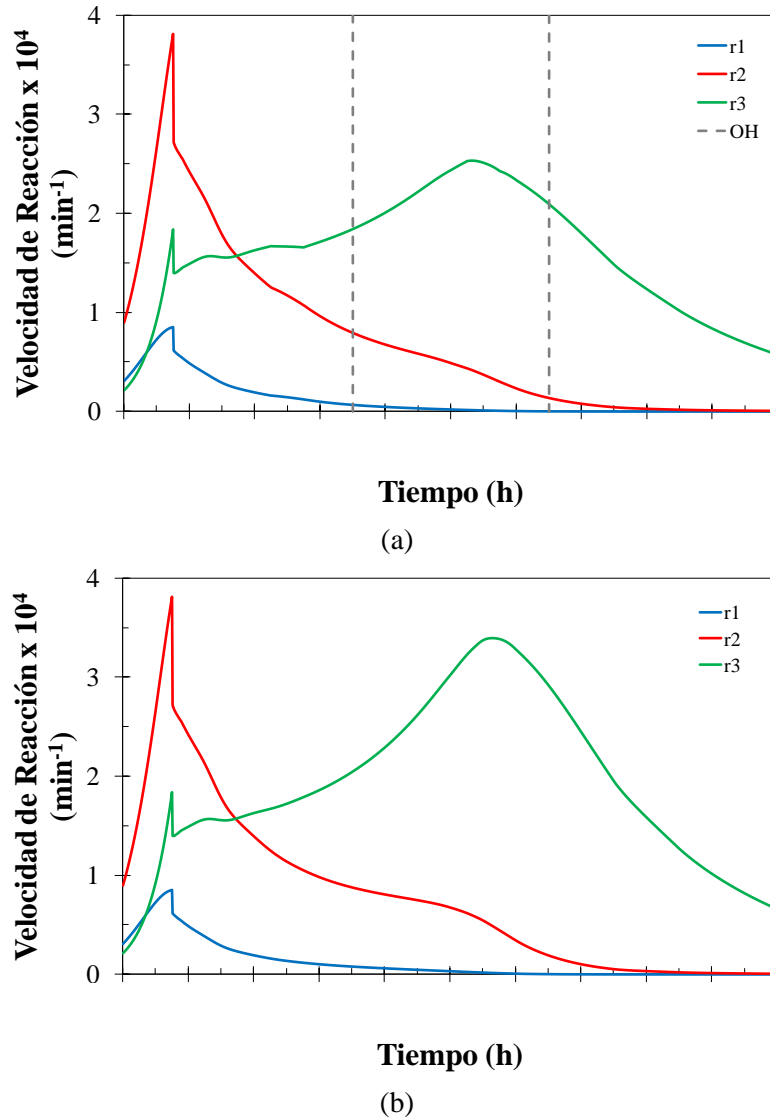 4
3
2
1
0
Velocidad de Reacción x 10⁴
(min⁻¹)
r1
r2
r3
OH
Tiempo (h)
(a)
4
3
2
1
0
Velocidad de Reacción x 10⁴
(min⁻¹)
r1
r2
r3
Tiempo (h)
(b)